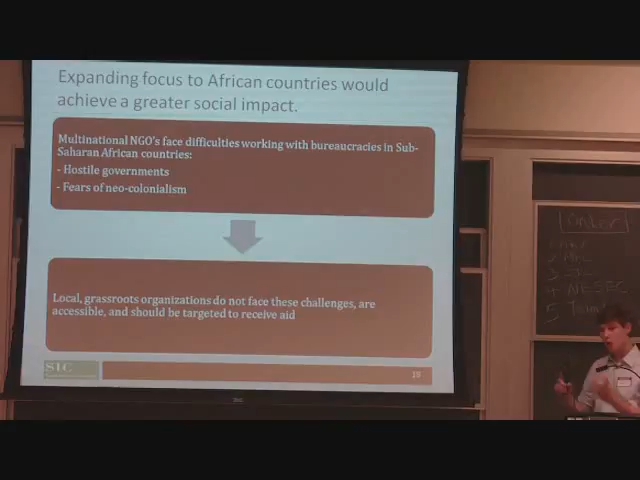 Expanding focus to African countries would
achieve a greater social impact.
Multinational NGO's face difficulties working with bureaucracies in Sub-
Saharan African countries:
- Hostile governments
- Fears of neo-colonialism
Local, grassroots organizations do not face these challenges, are
accessible, and should be targeted to receive aid
SIC
19